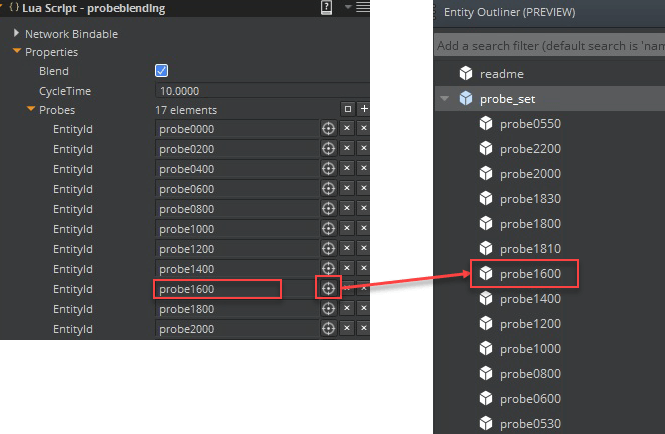 Lua Script - probeblending
Network Bindable
Properties
Blend
CycleTime 10.0000
Probes 17 elements
EntityId probe0000
EntityId probe0200
EntityId probe0400
EntityId probe0600
EntityId probe0800
EntityId probe1000
EntityId probe1200
EntityId probe1400
EntityId probe1600
EntityId probe1800
EntityId probe2000
Entity Outliner (PREVIEW)
Add a search filter (default search is 'nam
readme
probe_set
probe0550
probe2200
probe2000
probe1830
probe1800
probe1810
probe1600
probe1400
probe1200
probe1000
probe0800
probe0600
probe0530